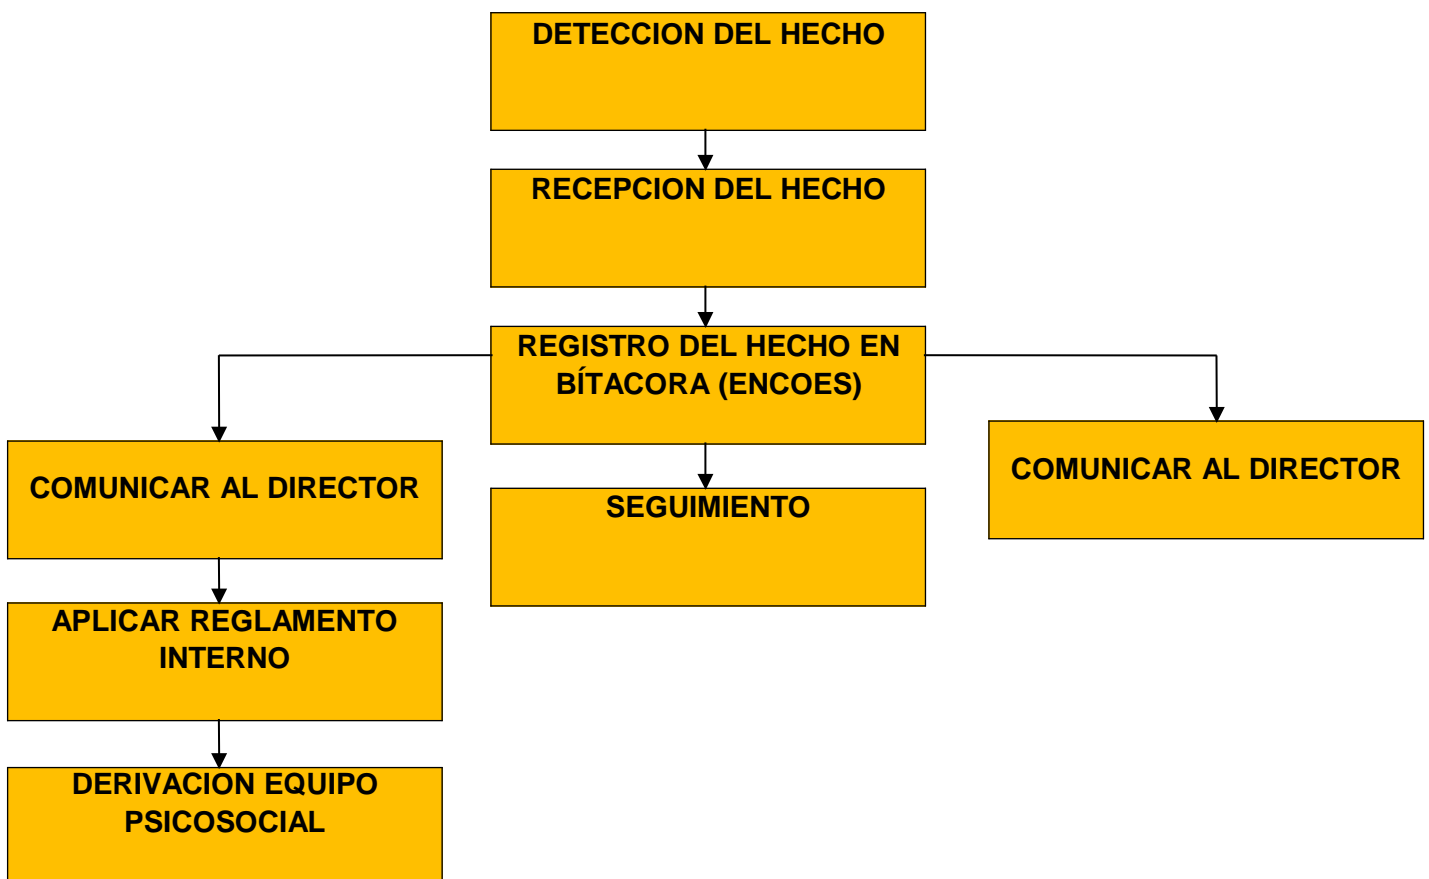 DETECCION DEL HECHO
RECEPCION DEL HECHO
REGISTRO DEL HECHO EN
BÍTACORA (ENCOES)
COMUNICAR AL DIRECTOR
COMUNICAR AL DIRECTOR
SEGUIMIENTO
APLICAR REGLAMENTO
INTERNO
DERIVACION EQUIPO
PSICOSOCIAL